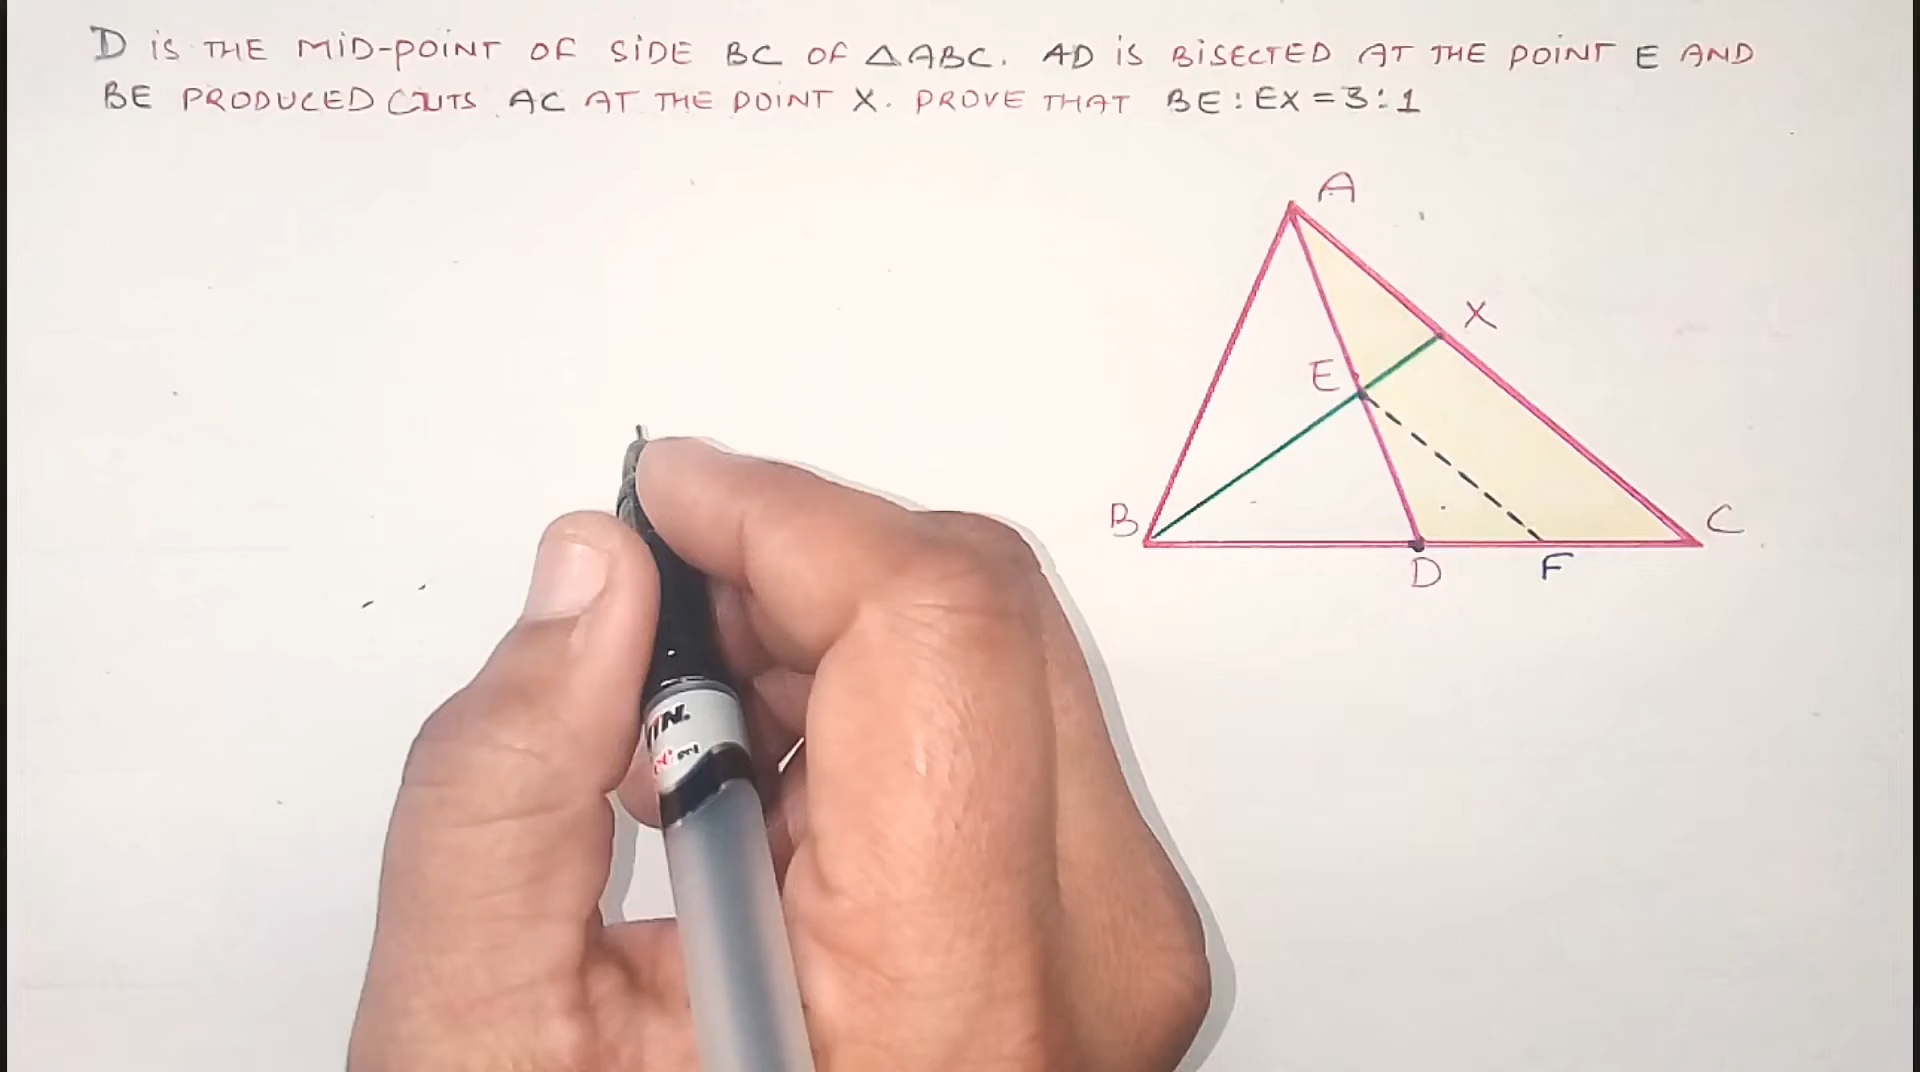 D is THE MiD-POiNT OF SiDE BC OF △ABC. AD iS BiSECTED AT THE POiNT E AND
BE PRODUCED CUTS AC AT THE POINT X. PROVE THAT BE : EX = 3 : 1
A
X
E
B
C
D
F